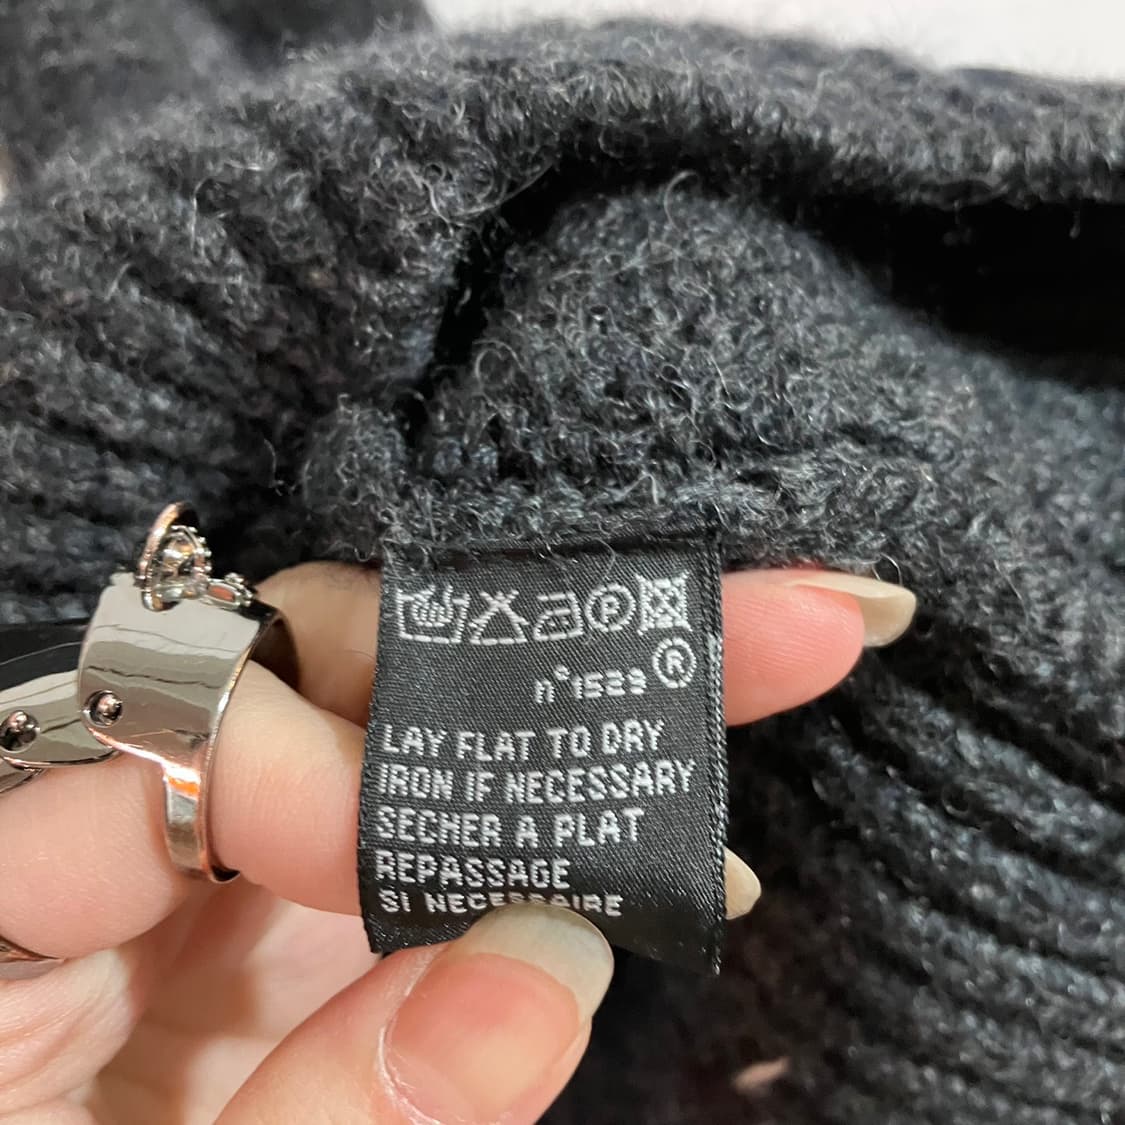 P
n°1523 ®
LAY FLAT TO DRY
IRON IF NECESSARY
SECHER A PLAT
REPASSAGE
SI NECESSAIRE